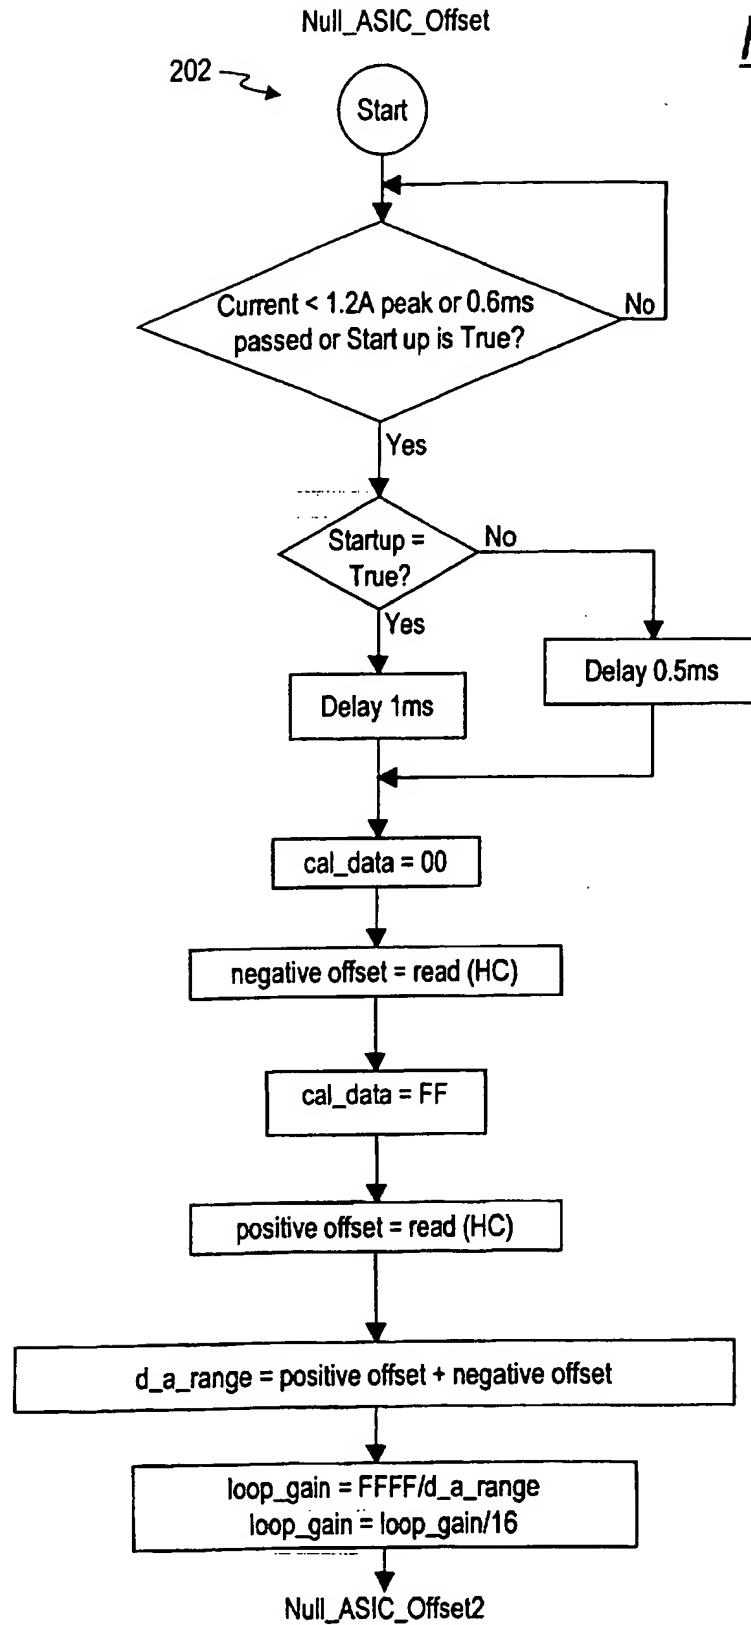 Null_ASIC_Offset
202
Start
Current < 1.2A peak or 0.6ms
passed or Start up is True?
No
Yes
Startup =
True?
No
Yes
Delay 0.5ms
Delay 1ms
cal_data = 00
negative offset = read (HC)
cal_data = FF
positive offset = read (HC)
d_a_range = positive offset + negative offset
loop_gain = FFFF/d_a_range
loop_gain = loop_gain/16
Null_ASIC_Offset2